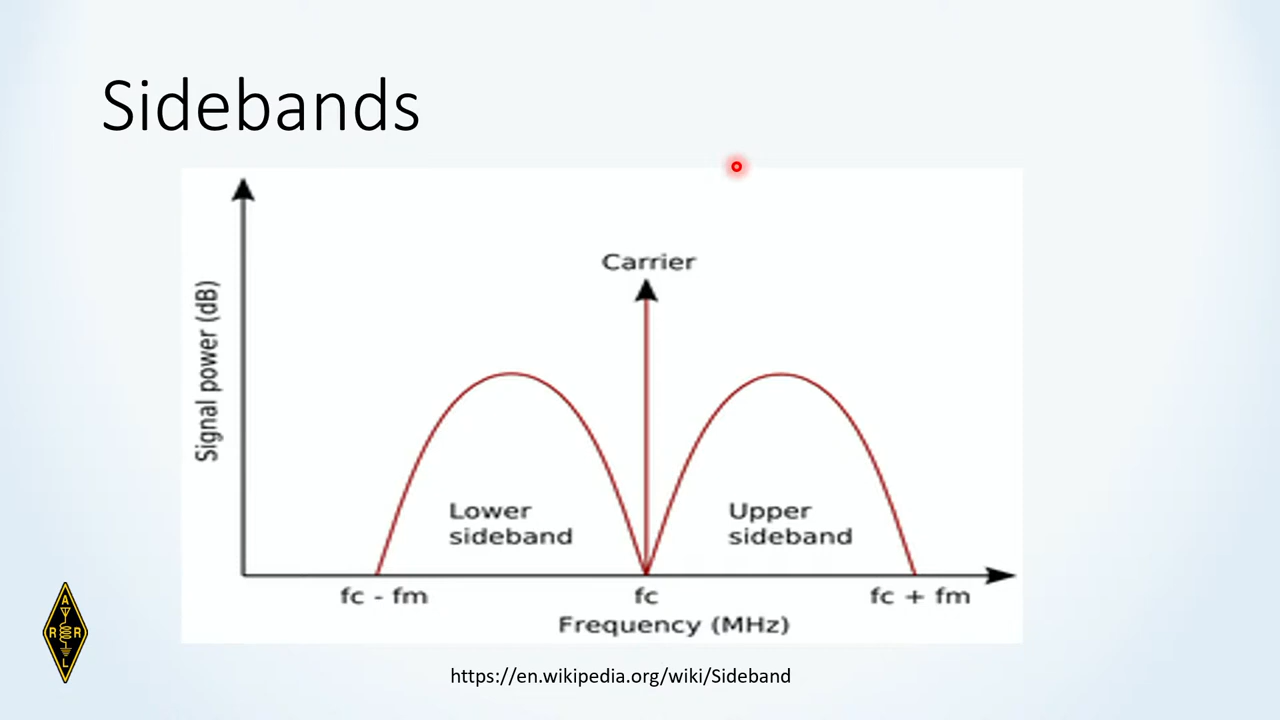 Sidebands
Carrier
Signal power (dB)
Lower
sideband
Upper
sideband
fc - fm
fc
fc + fm
Frequency (MHz)
A
R R
L
https://en.wikipedia.org/wiki/Sideband